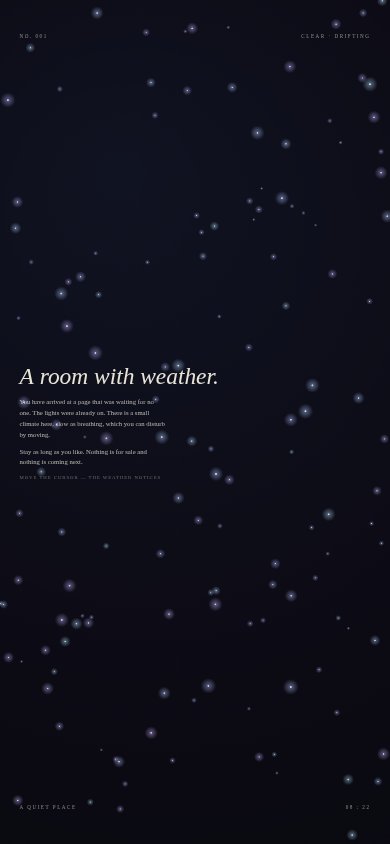 NO. 001
CLEAR · DRIFTING
A room with weather.
You have arrived at a page that was waiting for no
one. The lights were already on. There is a small
climate here, slow as breathing, which you can disturb
by moving.
Stay as long as you like. Nothing is for sale and
nothing is coming next.
MOVE THE CURSOR — THE WEATHER NOTICES
A QUIET PLACE
08 : 22